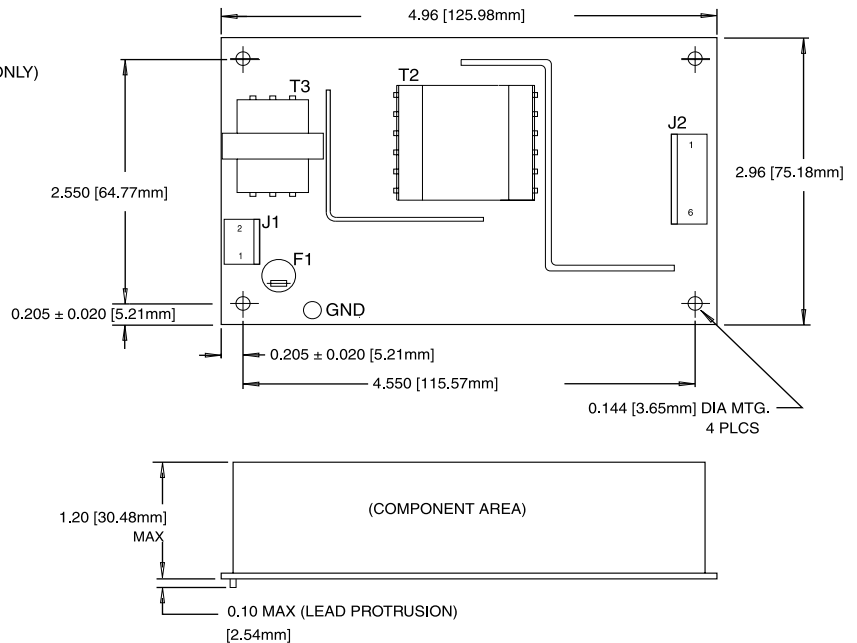 4.96 [125.98mm]
ONLY)
T3
T2
J2
1
2.550 [64.77mm]
2.96 [75.18mm]
6
J1
2
1
F1
0.205 ± 0.020 [5.21mm]
GND
0.205 ± 0.020 [5.21mm]
4.550 [115.57mm]
0.144 [3.65mm] DIA MTG.
4 PLCS
(COMPONENT AREA)
1.20 [30.48mm]
MAX
0.10 MAX (LEAD PROTRUSION)
[2.54mm]